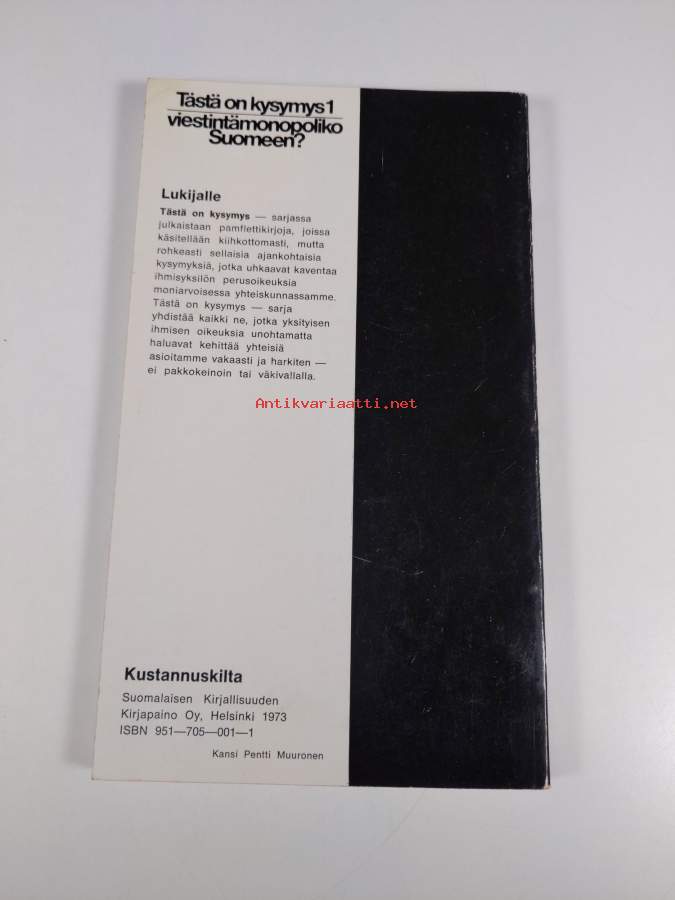 Tästä on kysymys 1
viestintämonopoliko
Suomeen?
Lukijalle
Tästä on kysymys — sarjassa
julkaistaan pamflettikirjoja, joissa
käsitellään kiihkottomasti, mutta
rohkeasti sellaisia ajankohtaisia
kysymyksiä, jotka uhkaavat kaventaa
ihmisyksilön perusoikeuksia
moniarvoisessa yhteiskunnassamme.
Tästä on kysymys — sarja
yhdistää kaikki ne, jotka yksityisen
ihmisen oikeuksia unohtamatta
haluavat kehittää yhteisiä
asioitamme vakaasti ja harkiten —
ei pakkokeinoin tai väkivallalla.
Antikvariaatti.net
Kustannuskilta
Suomalaisen Kirjallisuuden
Kirjapaino Oy, Helsinki 1973
ISBN 951—705—001—1
Kansi Pentti Muuronen